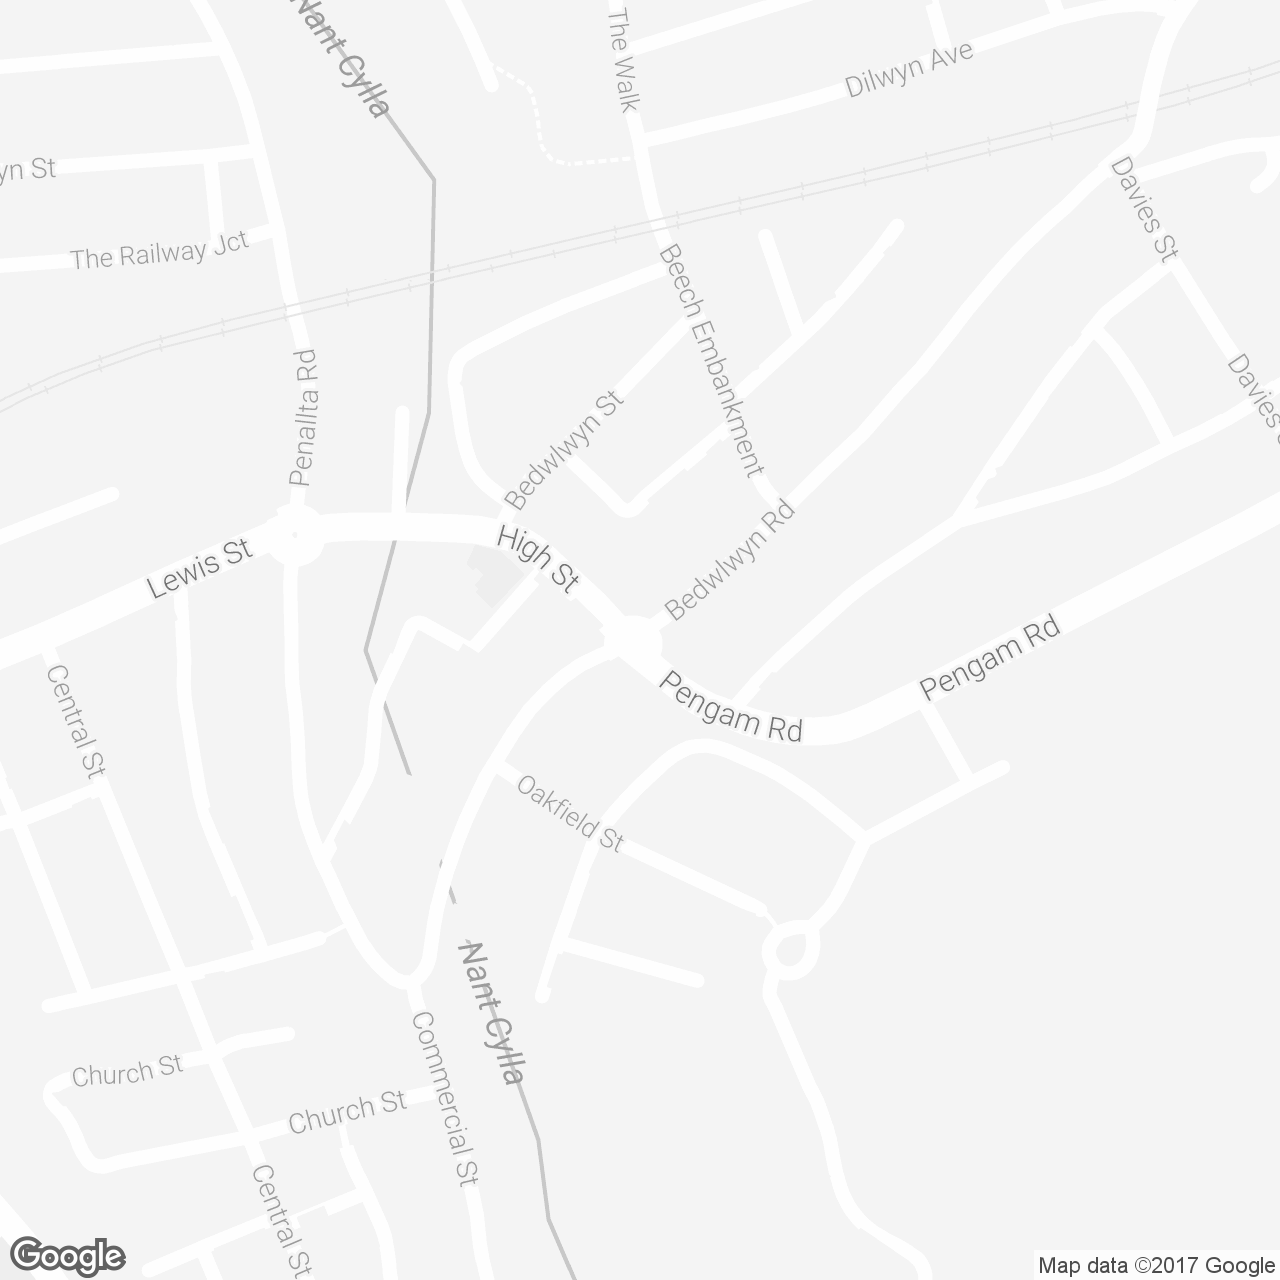 Nant Cylla
The Walk
Dilwyn Ave
yn St
The Railway Jct
Davies St
Beech Embankment
Penallta Rd
Davies S
Bedwlwyn St
High St
Lewis St
Bedwlwyn Rd
Pengam Rd
Pengam Rd
Central St
Oakfield St
Nant Cylla
Church St
Commercial St
Church St
Central St
Google
Map data ©2017 Google